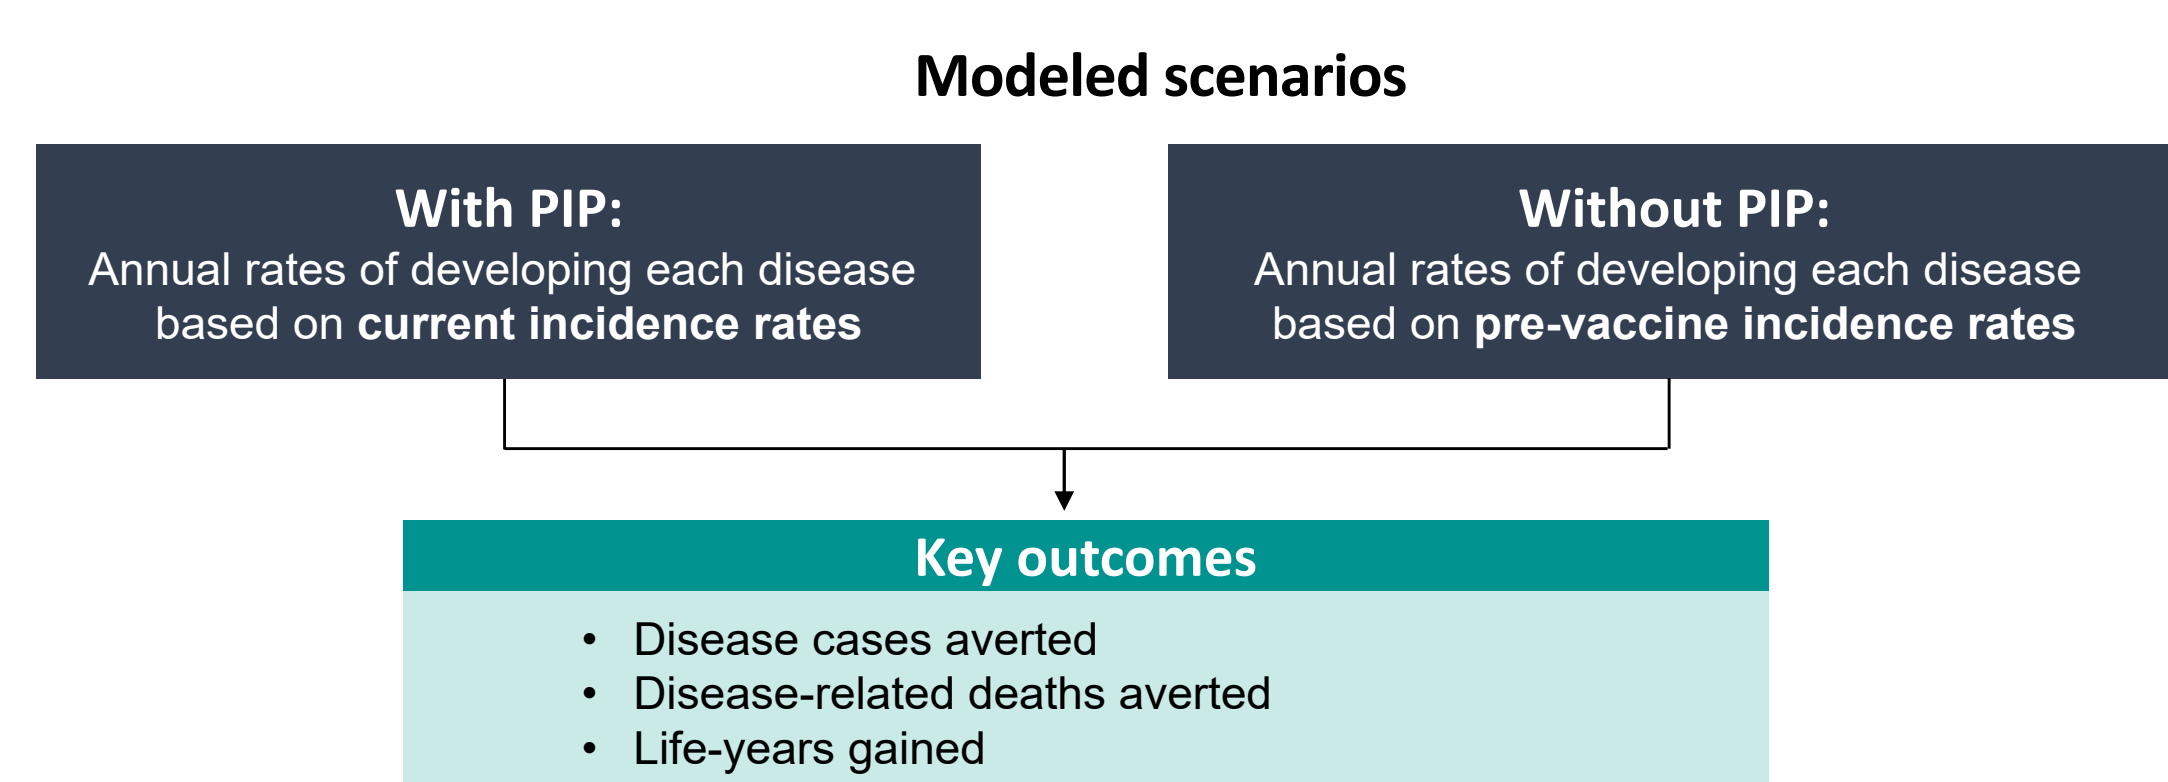 Modeled scenarios
With PIP:
Annual rates of developing each disease
based on current incidence rates
Without PIP:
Annual rates of developing each disease
based on pre-vaccine incidence rates
Key outcomes
• Disease cases averted
• Disease-related deaths averted
• Life-years gained